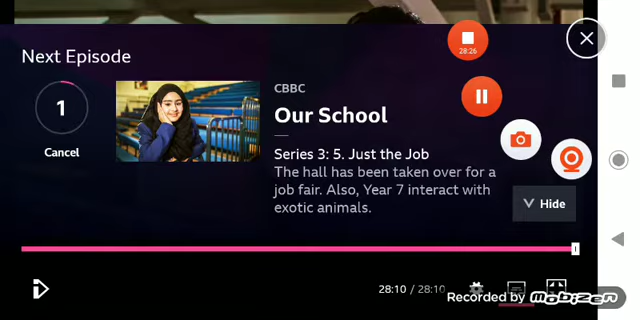 Next Episode
28:26
1
Cancel
CBBC
Our School
Series 3: 5. Just the Job
The hall has been taken over for a
job fair. Also, Year 7 interact with
exotic animals.
Hide
28:10 / 28:10
Recorded by mobizen